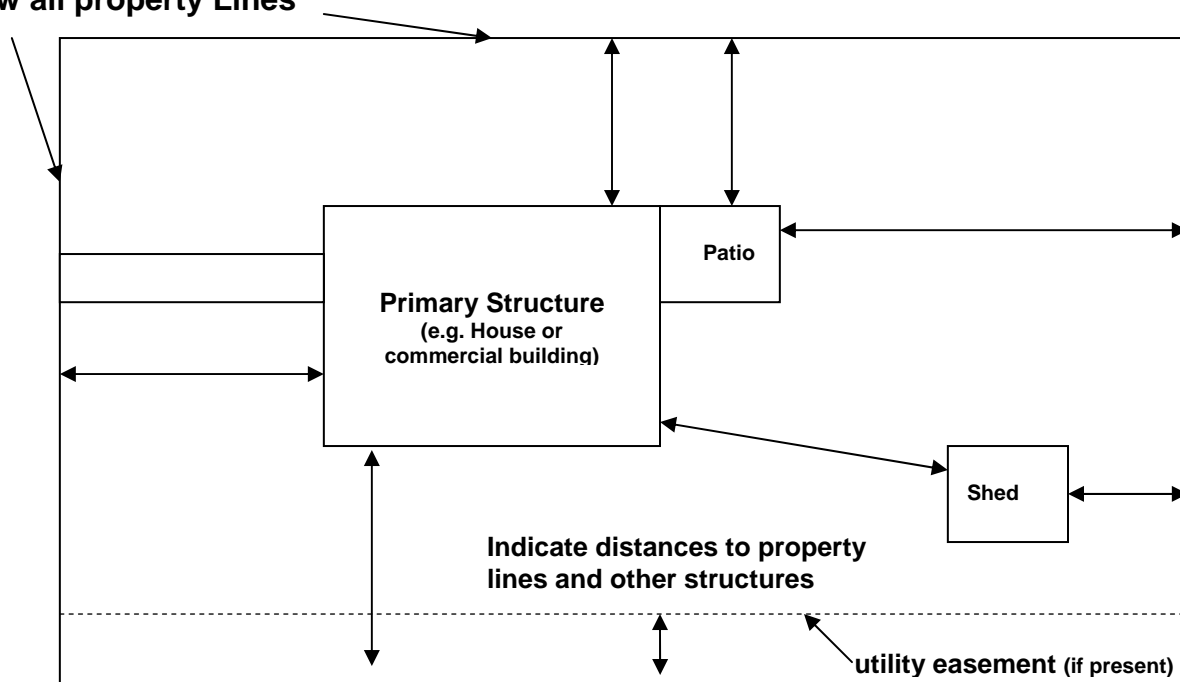 all property Lines
Patio
Primary Structure
(e.g. House or
commercial building)
Shed
Indicate distances to property
lines and other structures
utility easement (if present)